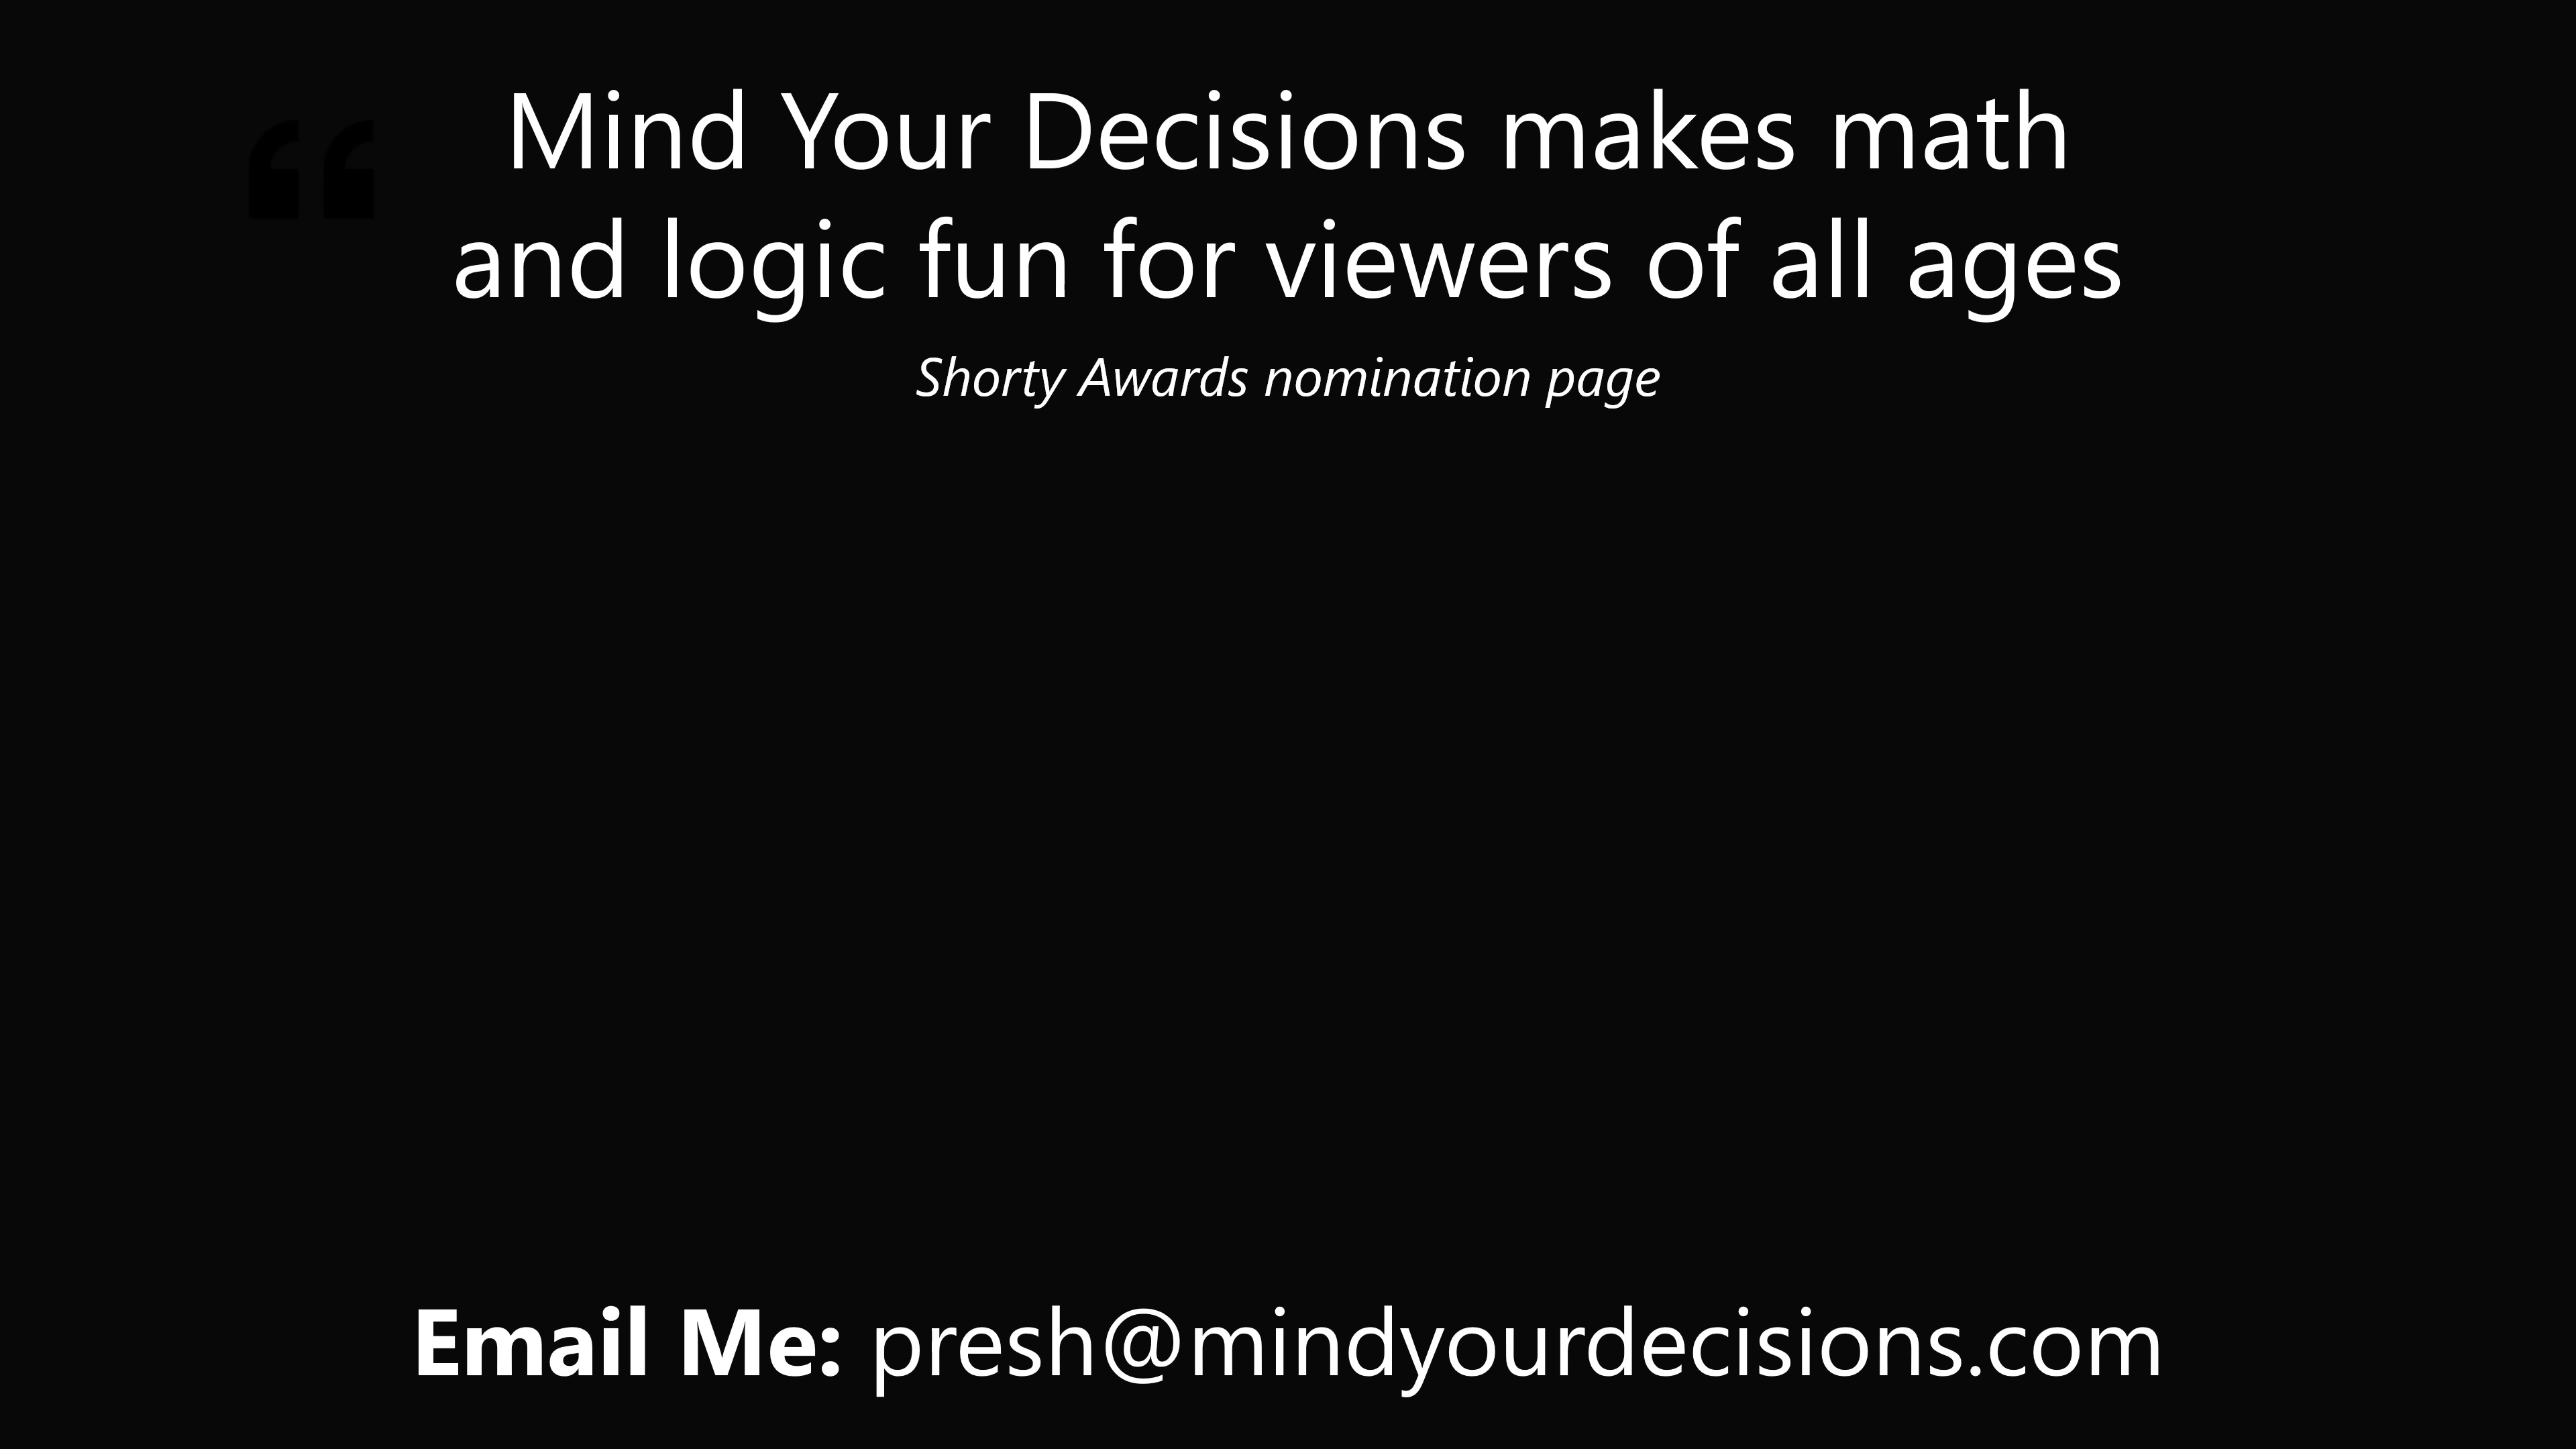 “
Mind Your Decisions makes math
and logic fun for viewers of all ages
Shorty Awards nomination page
Email Me: presh@mindyourdecisions.com